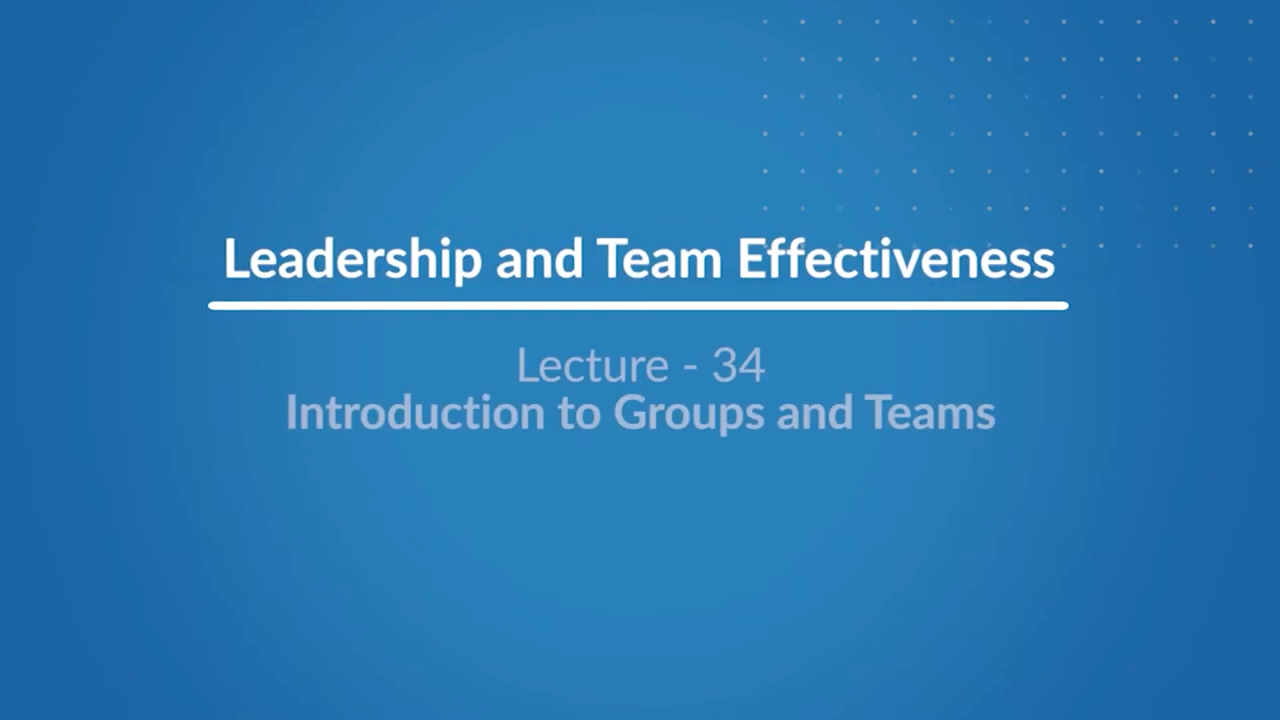 Leadership and Team Effectiveness
Lecture - 34
Introduction to Groups and Teams